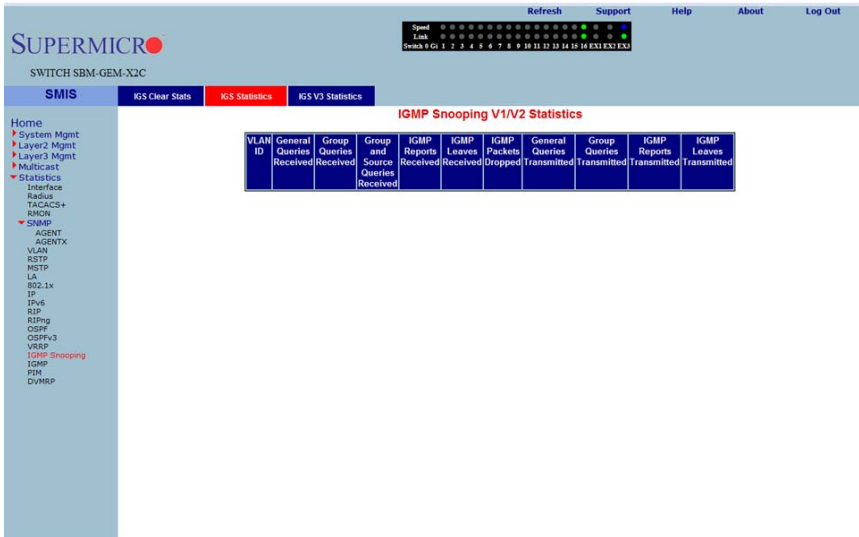 Refresh Support Help About Log Out
Speed
Link
Switch 0 Gi 1 2 3 4 5 6 7 8 9 10 11 12 13 14 15 16 EX1 EX2 EX3
SUPERMICRO
SWITCH SBM-GEM-X2C
SMIS
IGS Clear Stats IGS Statistics IGS V3 Statistics
Home
System Mgmt
Layer2 Mgmt
Layer3 Mgmt
Multicast
Statistics
Interface
Radius
TACACS+
RMON
SNMP
AGENT
AGENTX
VLAN
RSTP
MSTP
LA
802.1x
IP
IPv6
RIP
RIPng
OSPF
OSPFv3
VRRP
IGMP Snooping
IGMP
PIM
DVMRP
IGMP Snooping V1/V2 Statistics
VLAN General Group Group IGMP IGMP IGMP General Group IGMP IGMP
ID Queries Queries and Reports Leaves Packets Queries Queries Reports Leaves
Received Received Source Received Received Dropped Transmitted Transmitted Transmitted Transmitted
Queries
Received